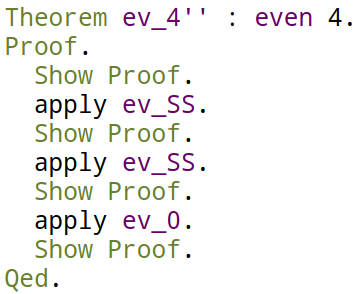 Theorem ev_4'' : even 4.
Proof.
  Show Proof.
  apply ev_SS.
  Show Proof.
  apply ev_SS.
  Show Proof.
  apply ev_0.
  Show Proof.
Qed.